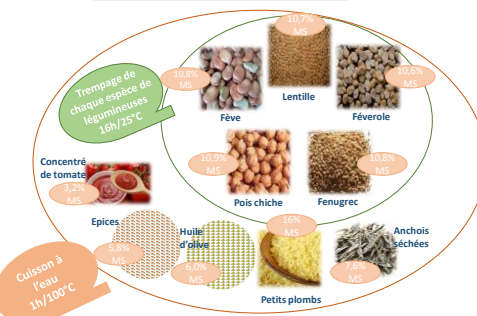 10,7%
MS
10,8%
MS
10,6%
MS
Trempage de
chaque espèce de
légumineuses
16h/25°C
Lentille
Fève
Féverole
10,9%
MS
10,8%
MS
Concentré
de tomate
3,2%
MS
Pois chiche
Fenugrec
16%
MS
Epices
5,8%
MS
Huile
d'olive
6,0%
MS
Anchois
séchées
7,6%
MS
Cuisson à
l'eau
1h/100°C
Petits plombs